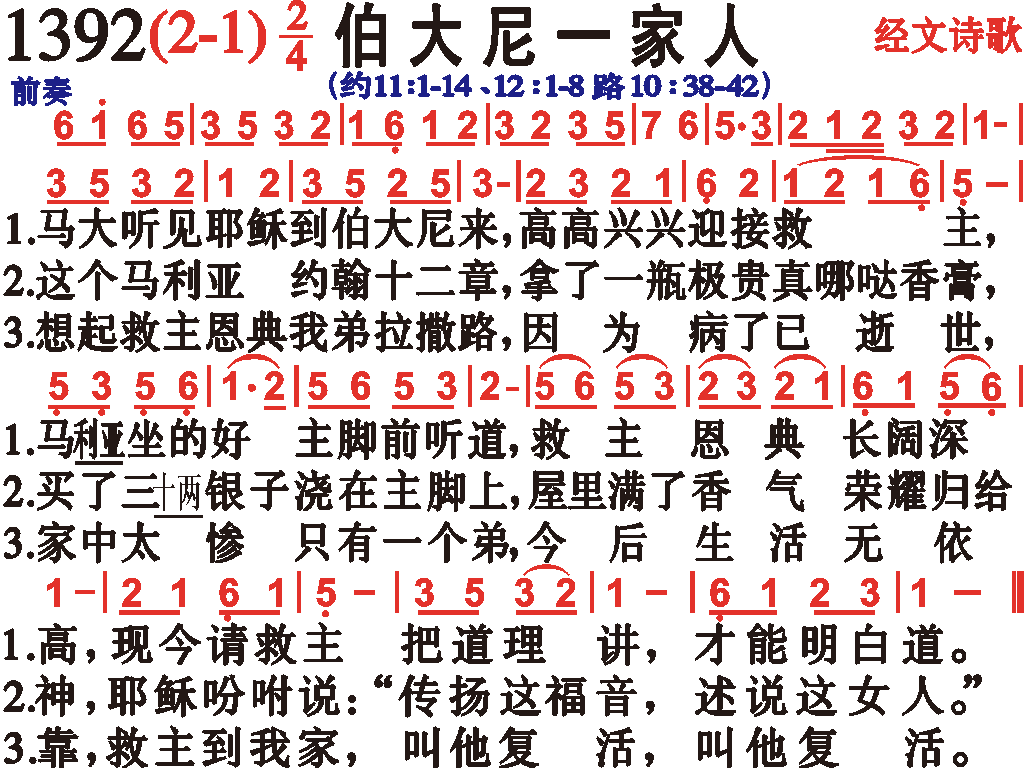 1392(2-1) 2/4 伯大尼一家人 经文诗歌
前奏 (约11:1-14、12:1-8 路10:38-42)
6 i 6 5|3 5 3 2|1 6 1 2|3 2 3 5|7 6|5·3|2 1 2 3 2|1-|
3 5 3 2|1 2|3 5 2 5|3-|2 3 2 1|6 2|1 2 1 6|5-|
1.马大听见耶稣到伯大尼来,高高兴兴迎接救 主,
2.这个马利亚 约翰十二章,拿了一瓶极贵真哪哒香膏,
3.想起救主恩典我弟拉撒路,因 为 病了已 逝 世,
5 3 5 6|1·2|5 6 5 3|2-|5 6 5 3|2 3 2 1|6 1 5 6|
1.马利亚坐的好 主脚前听道,救 主 恩 典 长阔深
2.买了三十两银子浇在主脚上,屋里满了香 气 荣耀归给
3.家中太 惨 只有一个弟,今 后 生 活 无 依
1-|2 1 6 1|5-|3 5 3 2|1-|6 1 2 3|1-‖
1.高,现今请救主 把道理 讲,才能明白道。
2.神,耶稣吩咐说:“传扬这福音,述说这女人。”
3.靠,救主到我家,叫他复 活,叫他复 活。